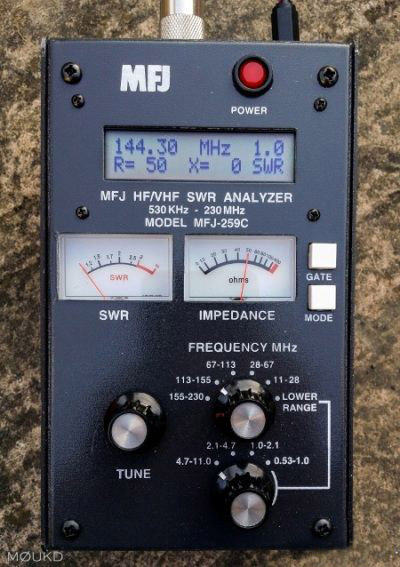 MFJ
POWER
144.30 MHz 1.0
R= 50 X= 0 SWR
MFJ HF/VHF SWR ANALYZER
530 KHz - 230 MHz
MODEL MFJ-259C
SWR
ohms
GATE
SWR
IMPEDANCE
MODE
FREQUENCY MHz
67-113 28-67
113-155 11-28
155-230 LOWER
RANGE
2.1-4.7 1.0-2.1
TUNE
4.7-11.0 0.53-1.0
MØUKD